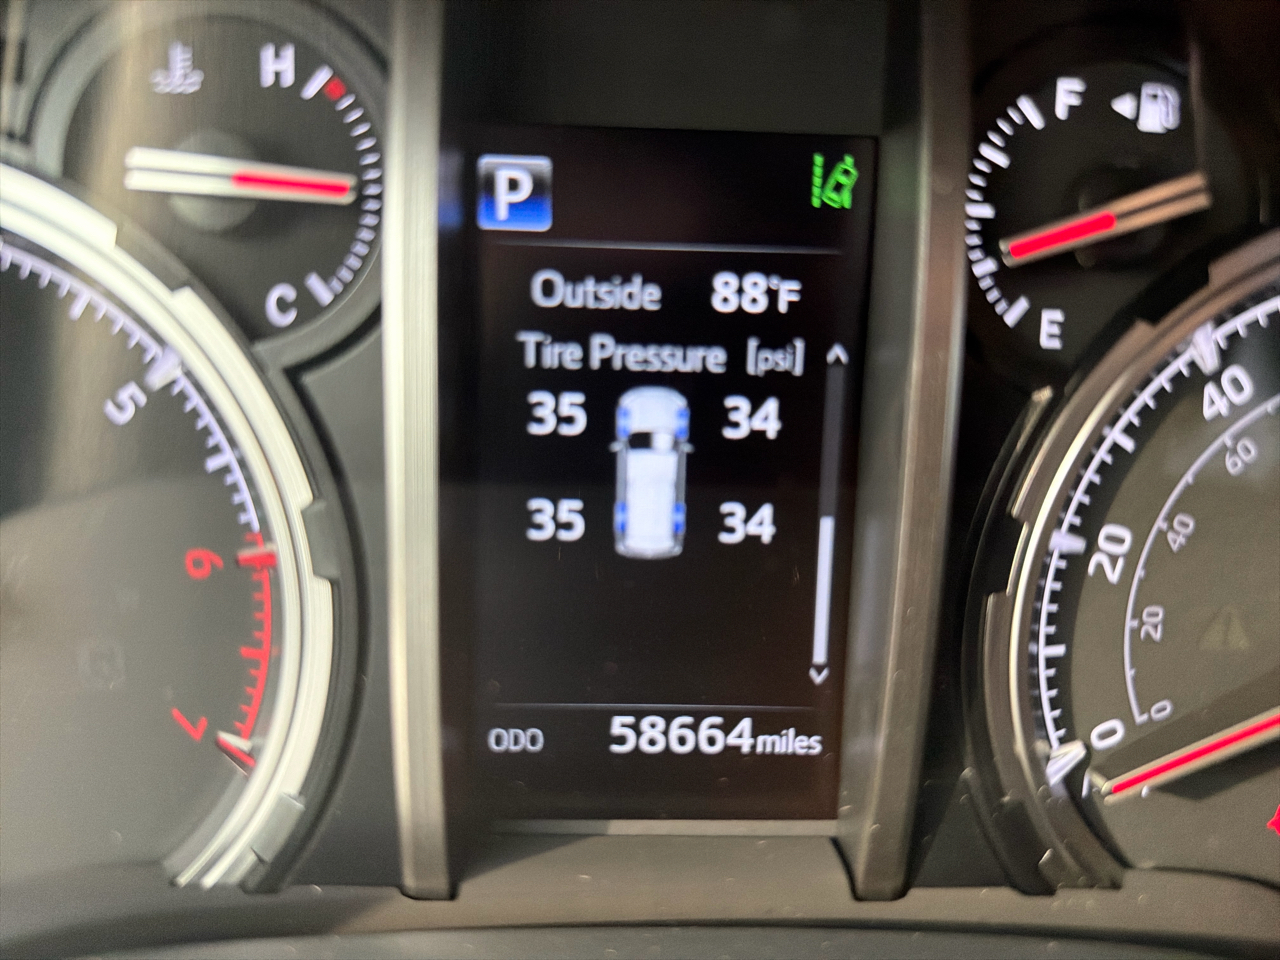 H
C
5
6
7
P
Outside 88°F
Tire Pressure [psi]
35 34
35 34
ODO 58664 miles
F
E
40
20
0
60
40
20
0